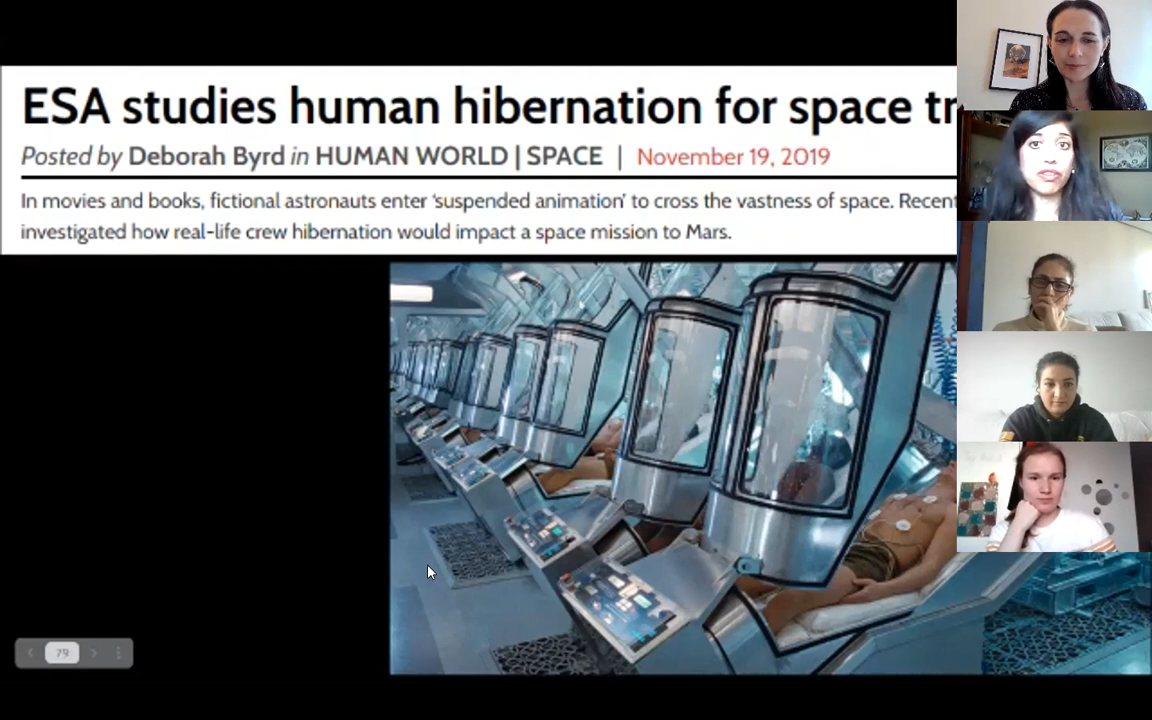 ESA studies human hibernation for space tr
Posted by Deborah Byrd in HUMAN WORLD | SPACE | November 19, 2019
In movies and books, fictional astronauts enter ‘suspended animation’ to cross the vastness of space. Recent
investigated how real-life crew hibernation would impact a space mission to Mars.
79